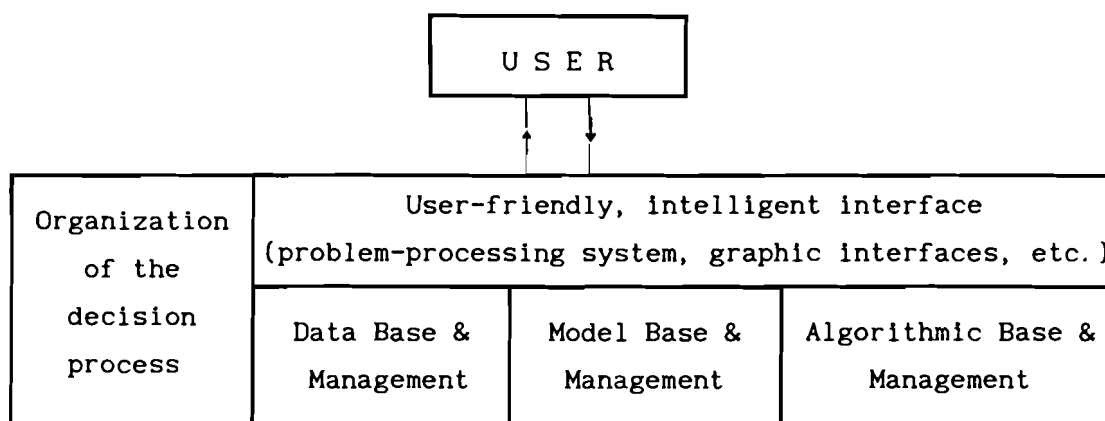 U S E R
Organization
of the
decision
process
User-friendly, intelligent interface
(problem-processing system, graphic interfaces, etc.)
Data Base &
Management
Model Base &
Management
Algorithmic Base &
Management